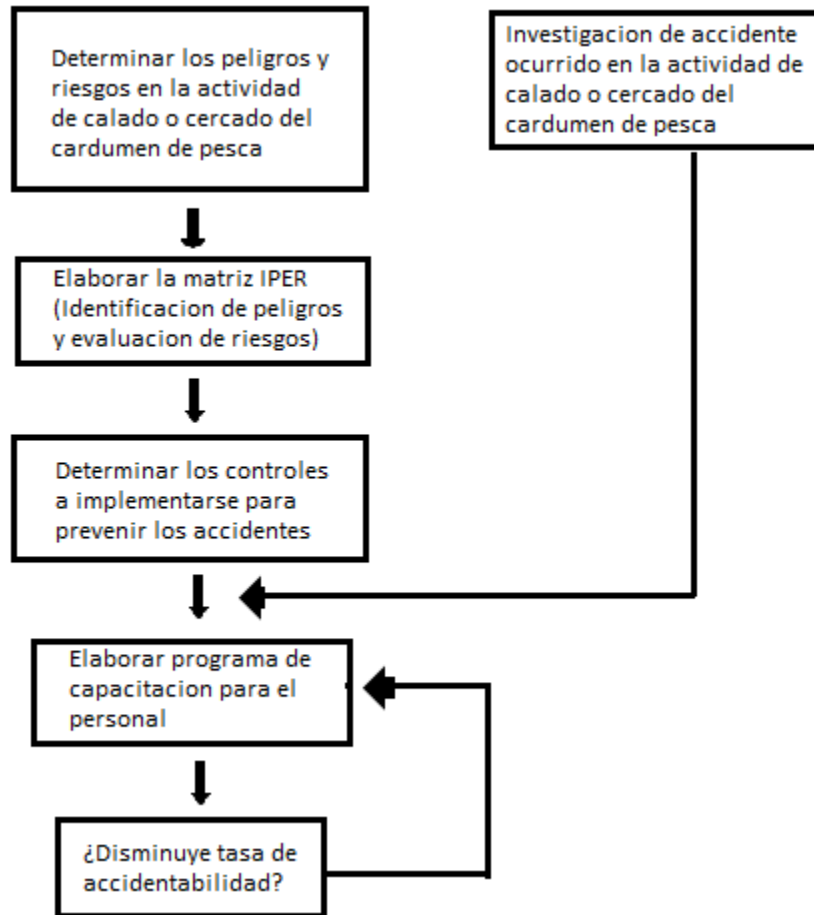 Determinar los peligros y
riesgos en la actividad
de calado o cercado del
cardumen de pesca
Investigacion de accidente
ocurrido en la actividad de
calado o cercado del
cardumen de pesca
Elaborar la matriz IPER
(Identificacion de peligros
y evaluacion de riesgos)
Determinar los controles
a implementarse para
prevenir los accidentes
Elaborar programa de
capacitacion para el
personal
¿Disminuye tasa de
accidentabilidad?